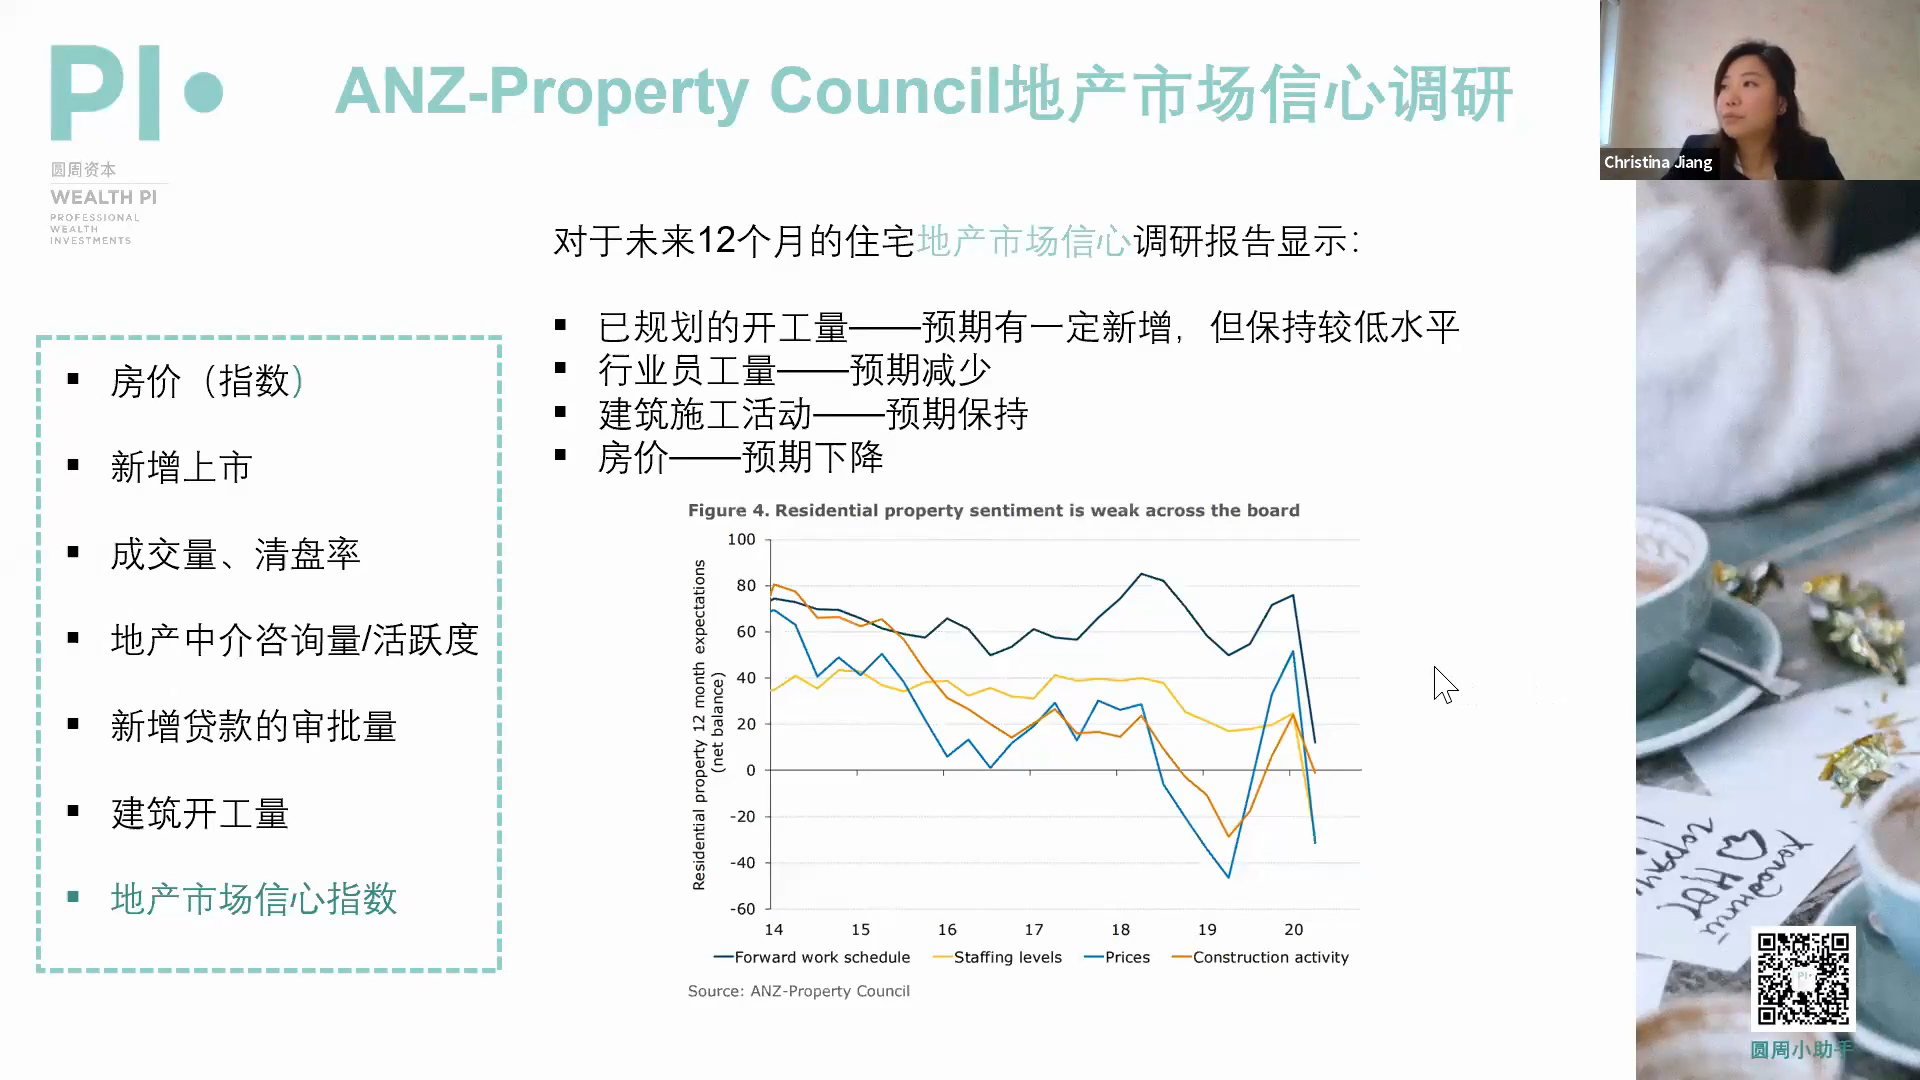 PI
圆周资本
WEALTH PI
PROFESSIONAL
WEALTH
INVESTMENTS
ANZ-Property Council地产市场信心调研
Christina Jiang
房价（指数）
新增上市
成交量、清盘率
地产中介咨询量/活跃度
新增贷款的审批量
建筑开工量
地产市场信心指数
对于未来12个月的住宅地产市场信心调研报告显示：
已规划的开工量——预期有一定新增，但保持较低水平
行业员工量——预期减少
建筑施工活动——预期保持
房价——预期下降
Figure 4. Residential property sentiment is weak across the board
Residential property 12 month expectations
(net balance)
100
80
60
40
20
0
-20
-40
-60
14 15 16 17 18 19 20
Forward work schedule Staffing levels Prices Construction activity
Source: ANZ-Property Council
圆周小助手